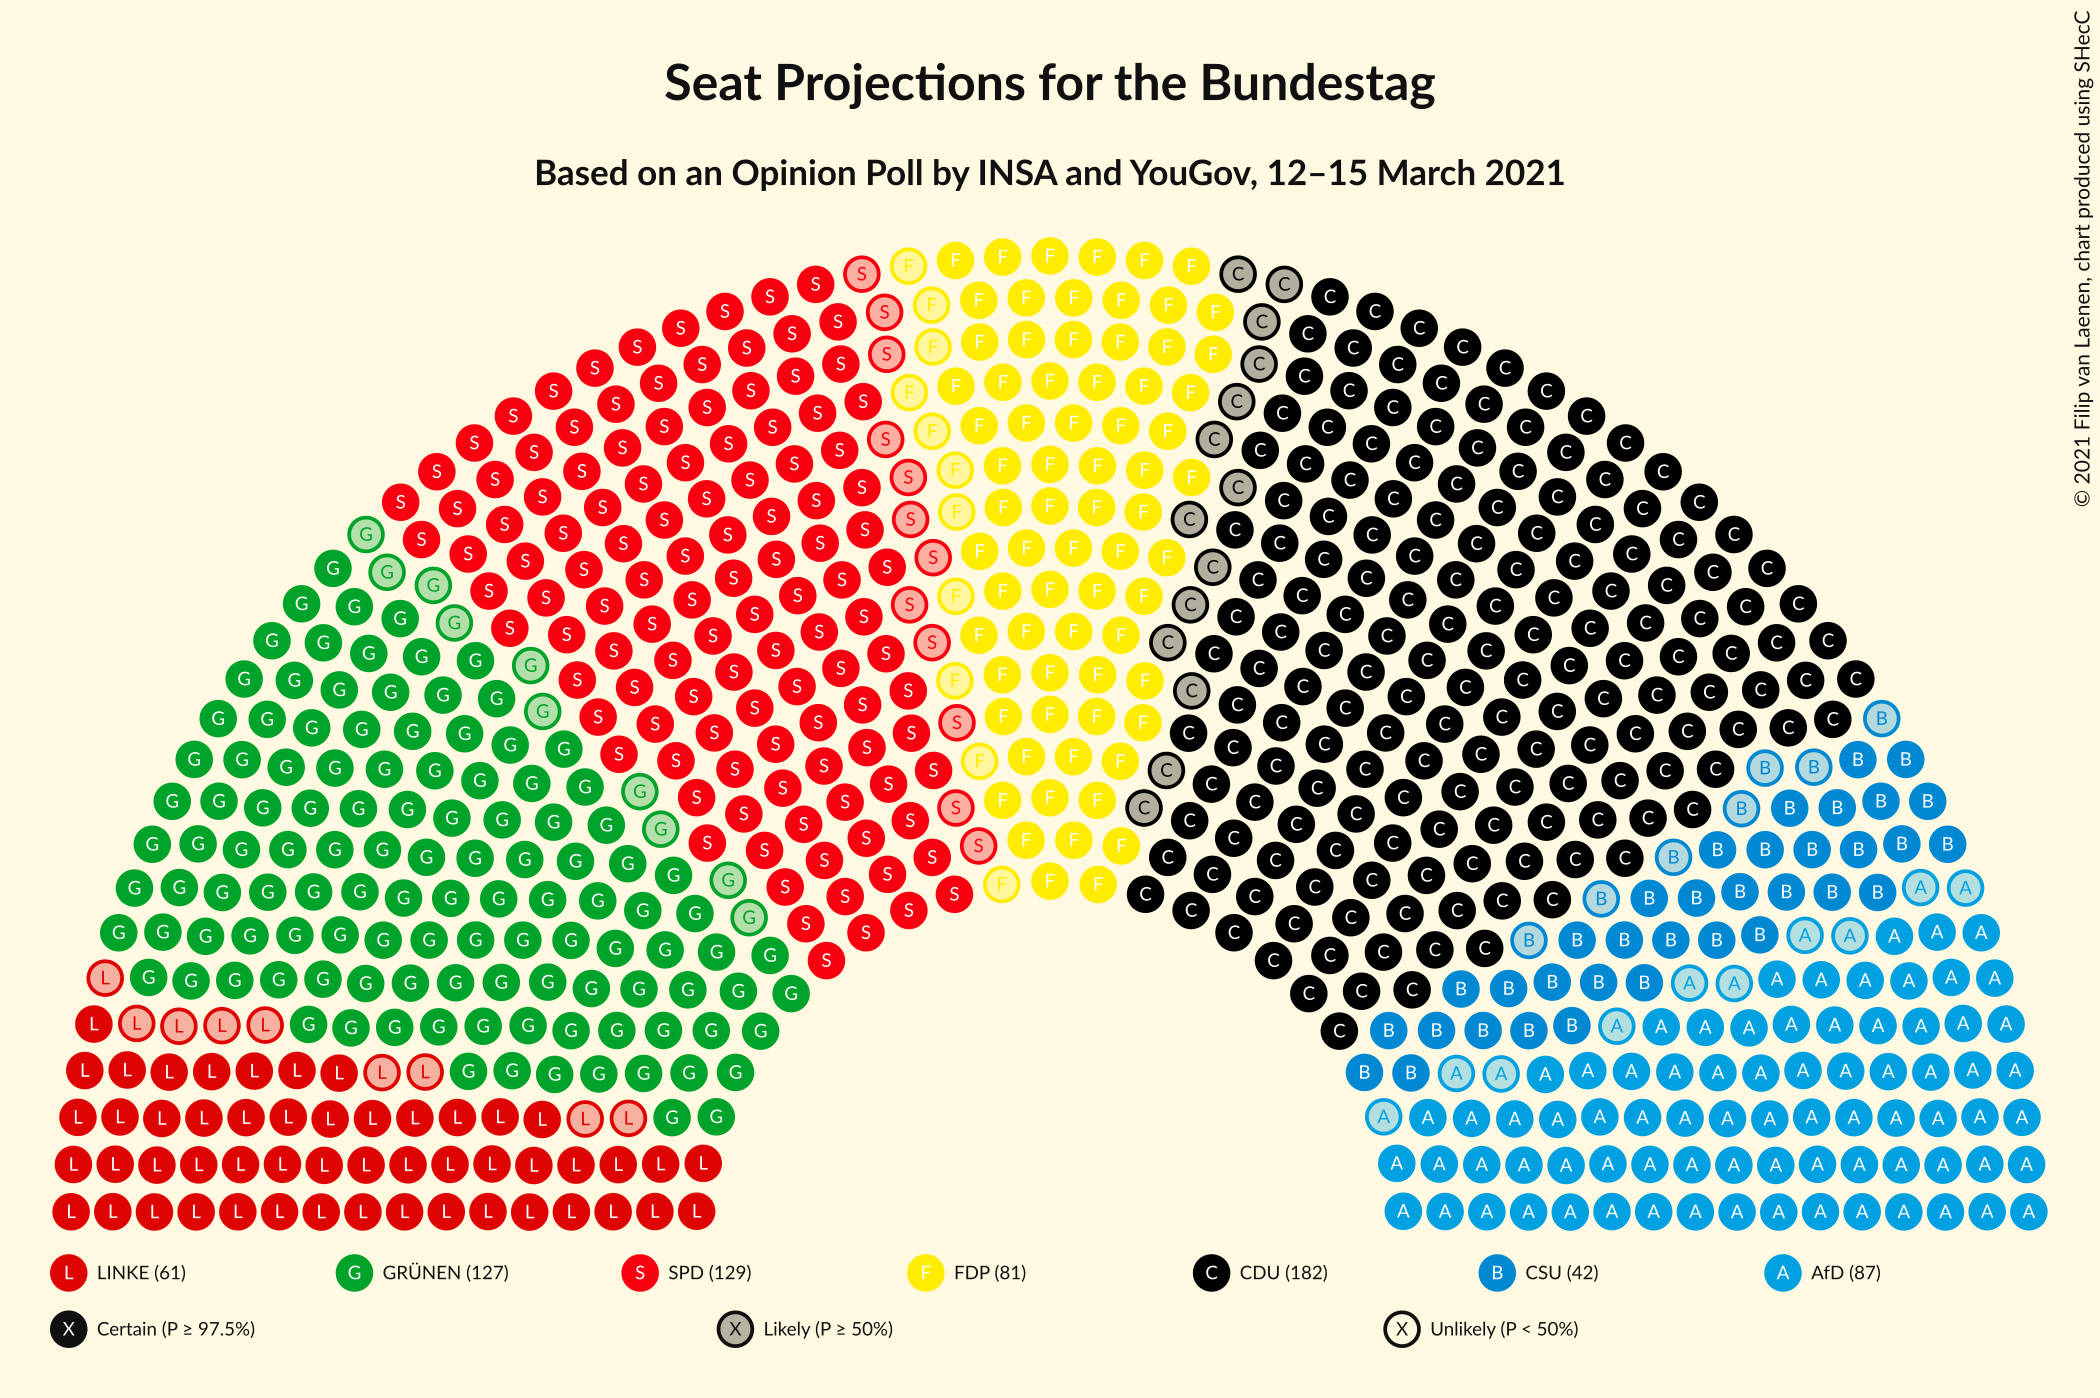 Seat Projections for the Bundestag
Based on an Opinion Poll by INSA and YouGov, 12–15 March 2021
© 2021 Filip van Laenen, chart produced using SHecC
L LINKE (61) G GRÜNEN (127) S SPD (129) F FDP (81) C CDU (182) B CSU (42) A AfD (87)
X Certain (P ≥ 97.5%) X Likely (P ≥ 50%) X Unlikely (P < 50%)